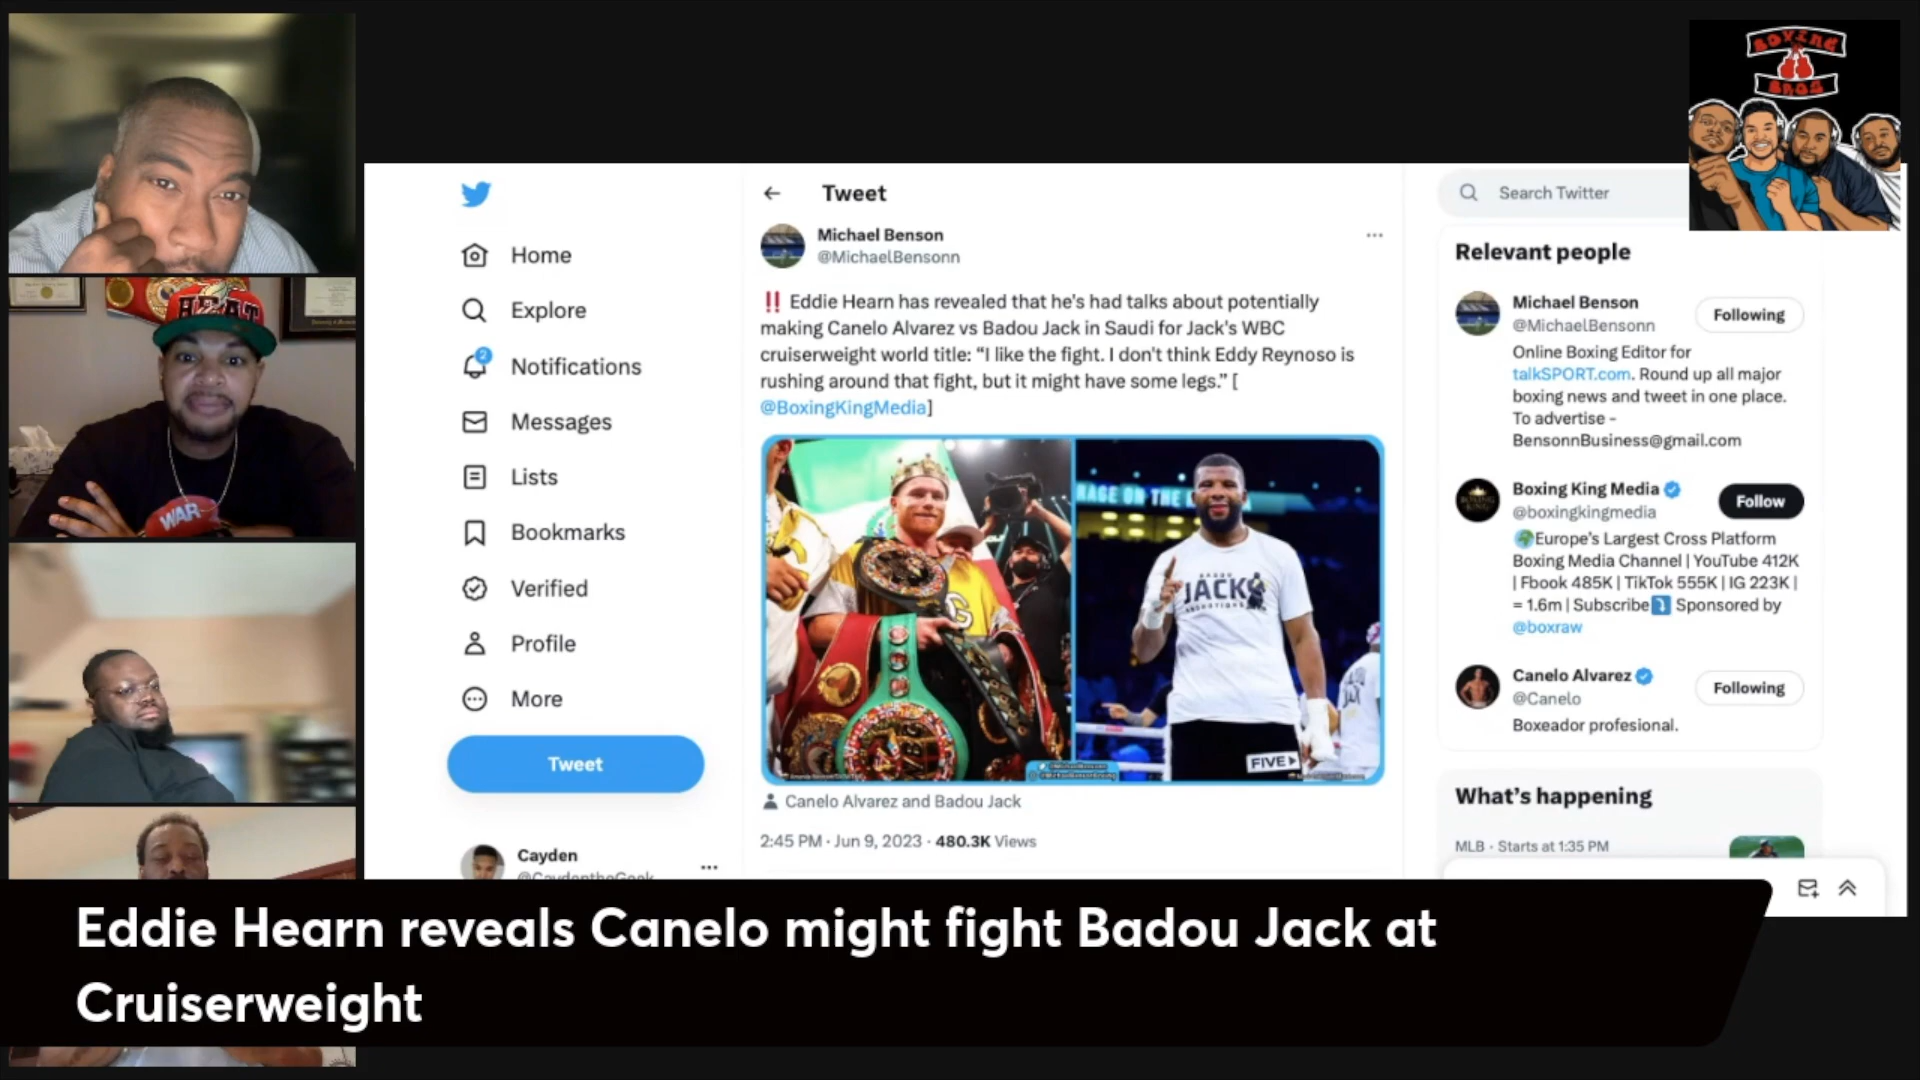 BOXING
BROS
HEAT
WAR
Home
Explore
2
Notifications
Messages
Lists
Bookmarks
Verified
Profile
More
Tweet
Cayden
@CaydentheGeek
Tweet
Michael Benson
@MichaelBensonn
‼️ Eddie Hearn has revealed that he's had talks about potentially
making Canelo Alvarez vs Badou Jack in Saudi for Jack's WBC
cruiserweight world title: “I like the fight. I don't think Eddy Reynoso is
rushing around that fight, but it might have some legs.” [
@BoxingKingMedia]
RAGE ON THE
JACK
FIVE
Canelo Alvarez and Badou Jack
2:45 PM · Jun 9, 2023 · 480.3K Views
Search Twitter
Relevant people
Michael Benson
@MichaelBensonn
Following
Online Boxing Editor for
talkSPORT.com. Round up all major
boxing news and tweet in one place.
To advertise -
BensonnBusiness@gmail.com
Boxing King Media
@boxingkingmedia
Follow
🌍Europe's Largest Cross Platform
Boxing Media Channel | YouTube 412K
| Fbook 485K | TikTok 555K | IG 223K |
= 1.6m | Subscribe⤵️ Sponsored by
@boxraw
Canelo Alvarez
@Canelo
Following
Boxeador profesional.
What's happening
MLB · Starts at 1:35 PM
Eddie Hearn reveals Canelo might fight Badou Jack at
Cruiserweight